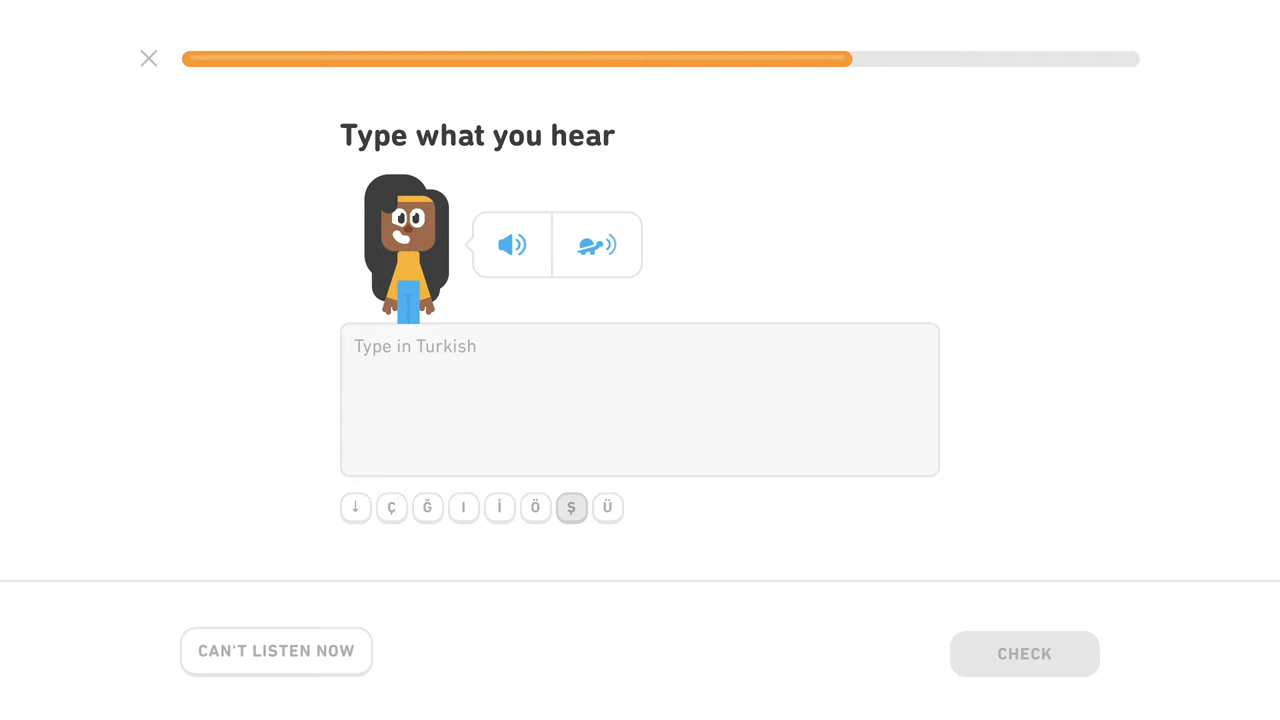 Type what you hear
Type in Turkish
↓ Ç Ğ I İ Ö Ş Ü
CAN'T LISTEN NOW
CHECK